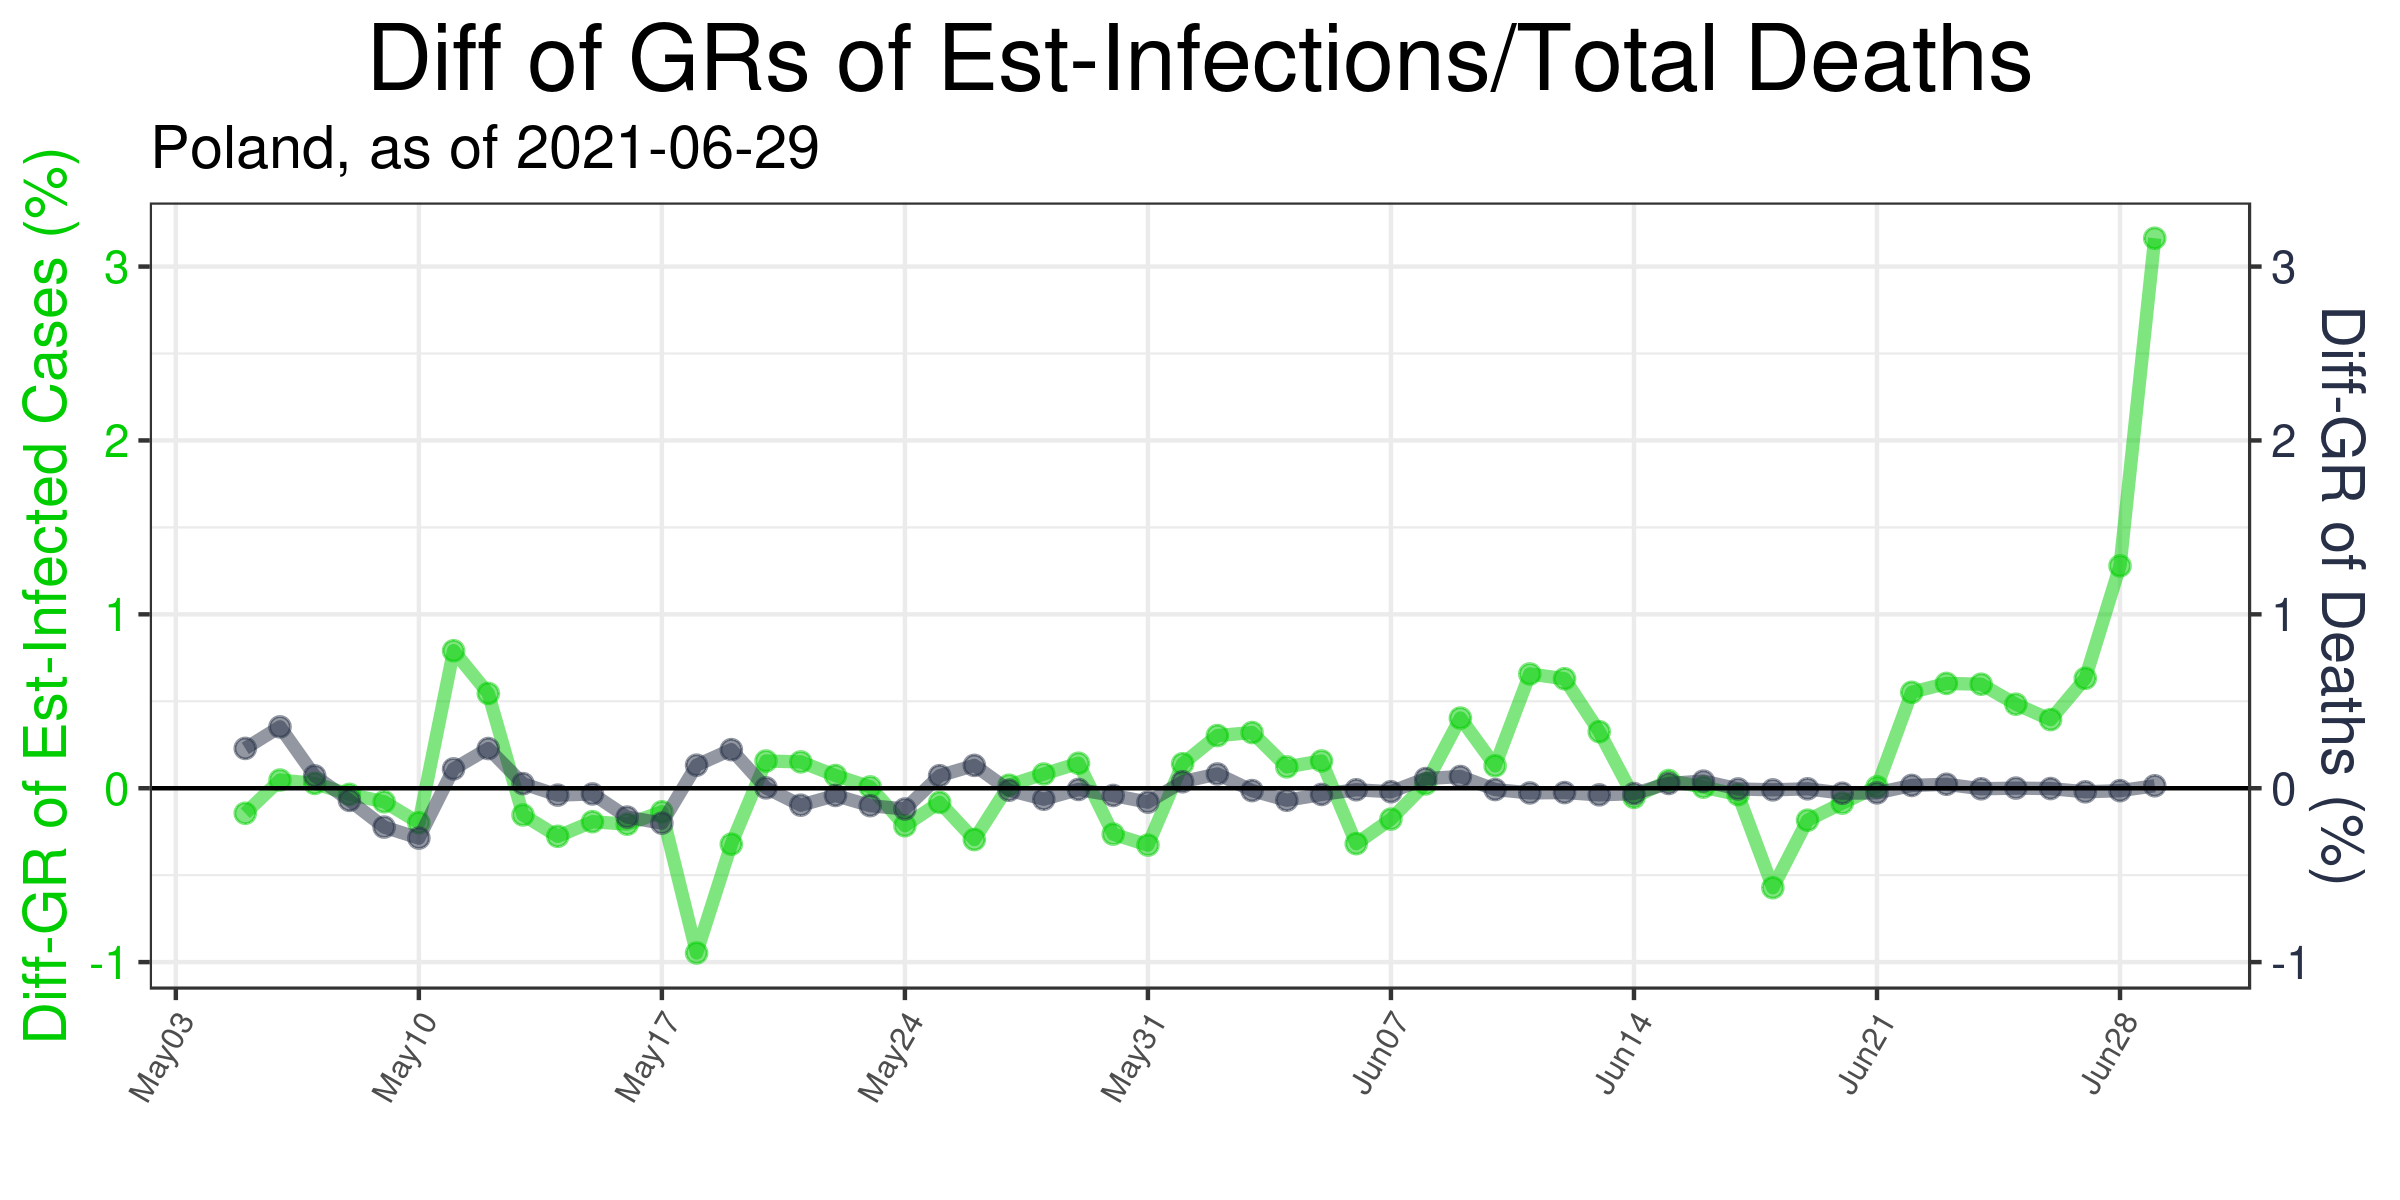 Diff of GRs of Est-Infections/Total Deaths
Poland, as of 2021-06-29
Diff-GR of Est-Infected Cases (%)
3
2
1
0
-1
3
2
1
0
-1
Diff-GR of Deaths (%)
May03
May10
May17
May24
May31
Jun07
Jun14
Jun21
Jun28